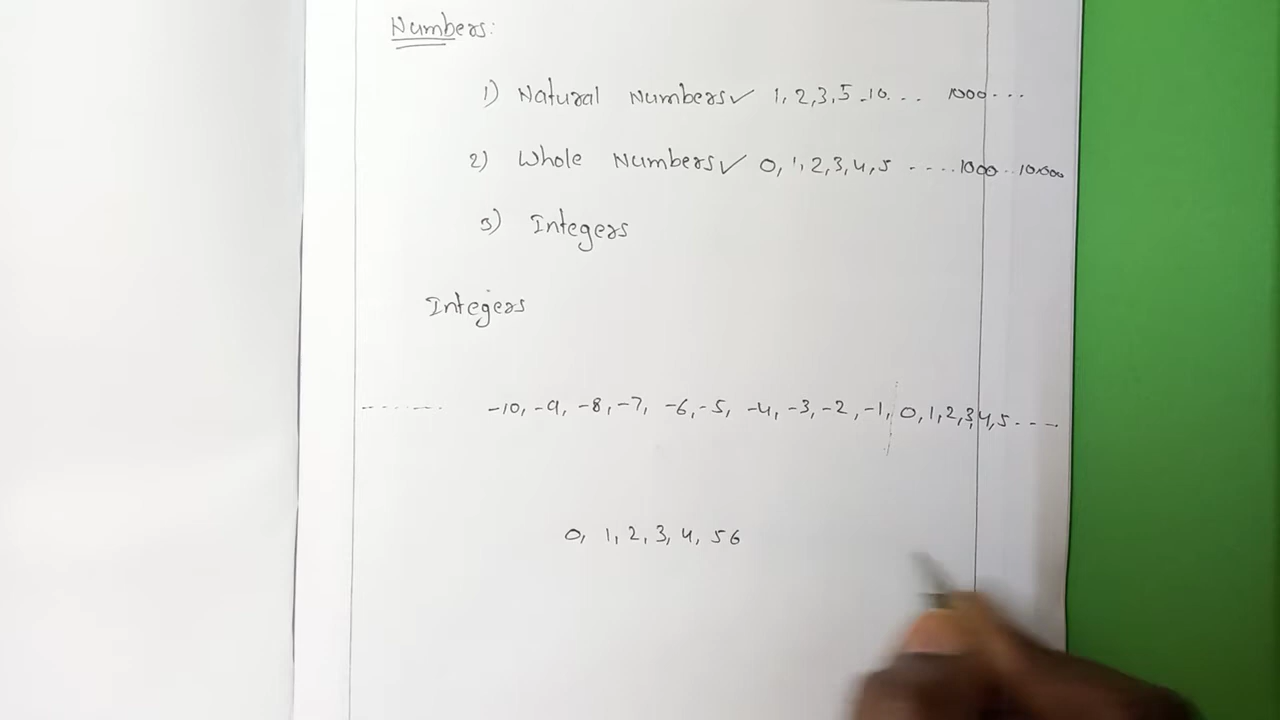 Numbers:
1) Natural Numbers✓ 1, 2, 3, 5 -10... 1000...
2) Whole Numbers✓ 0, 1, 2, 3, 4, 5 .....1000...10,000
3) Integers
Integers
....... -10, -9, -8, -7, -6, -5, -4, -3, -2, -1, 0, 1, 2, 3, 4, 5...
0, 1, 2, 3, 4, 5 6